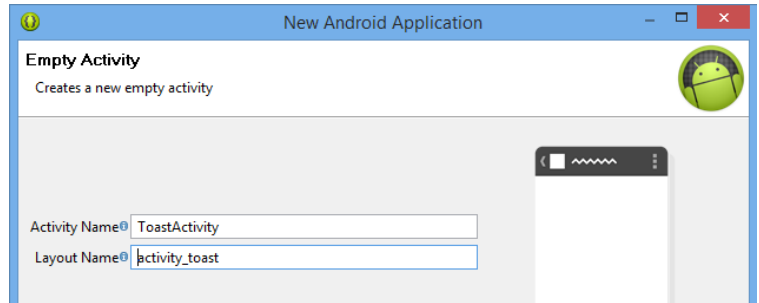 New Android Application
Empty Activity
Creates a new empty activity
Activity Name ToastActivity
Layout Name activity_toast